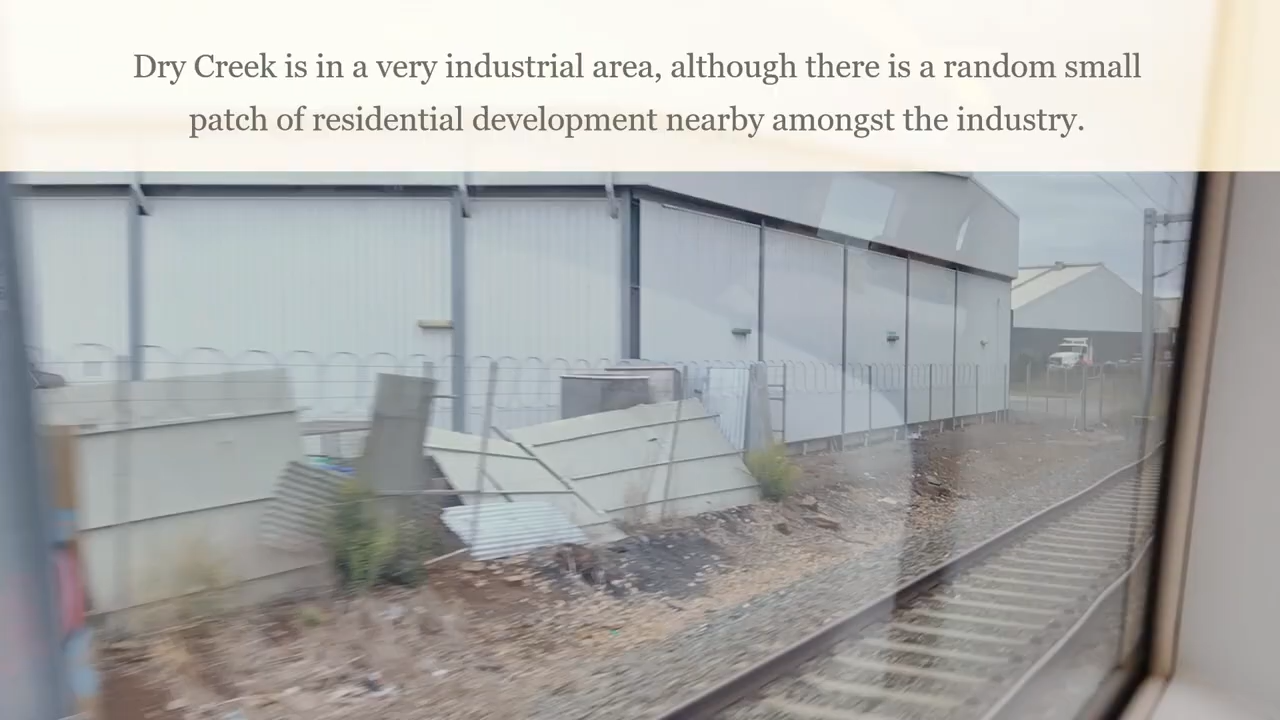 Dry Creek is in a very industrial area, although there is a random small
patch of residential development nearby amongst the industry.